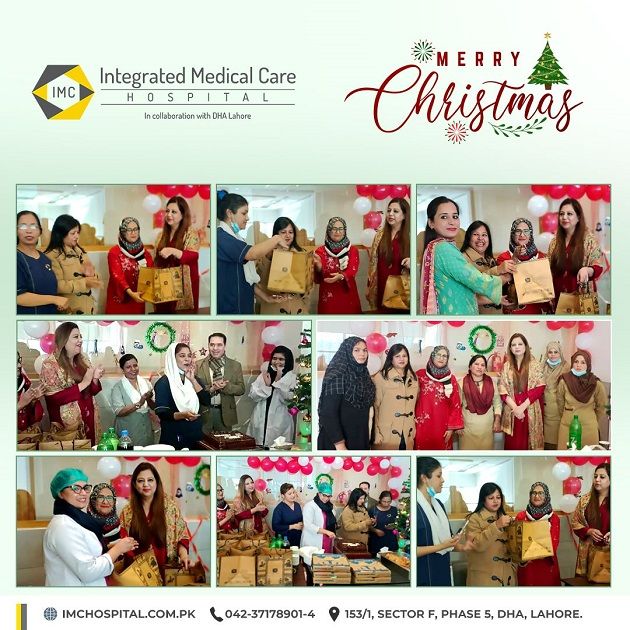 IMC
Integrated Medical Care
HOSPITAL
In collaboration with DHA Lahore
MERRY
Christmas
IMCHOSPITAL.COM.PK 042-37178901-4 153/1, SECTOR F, PHASE 5, DHA, LAHORE.